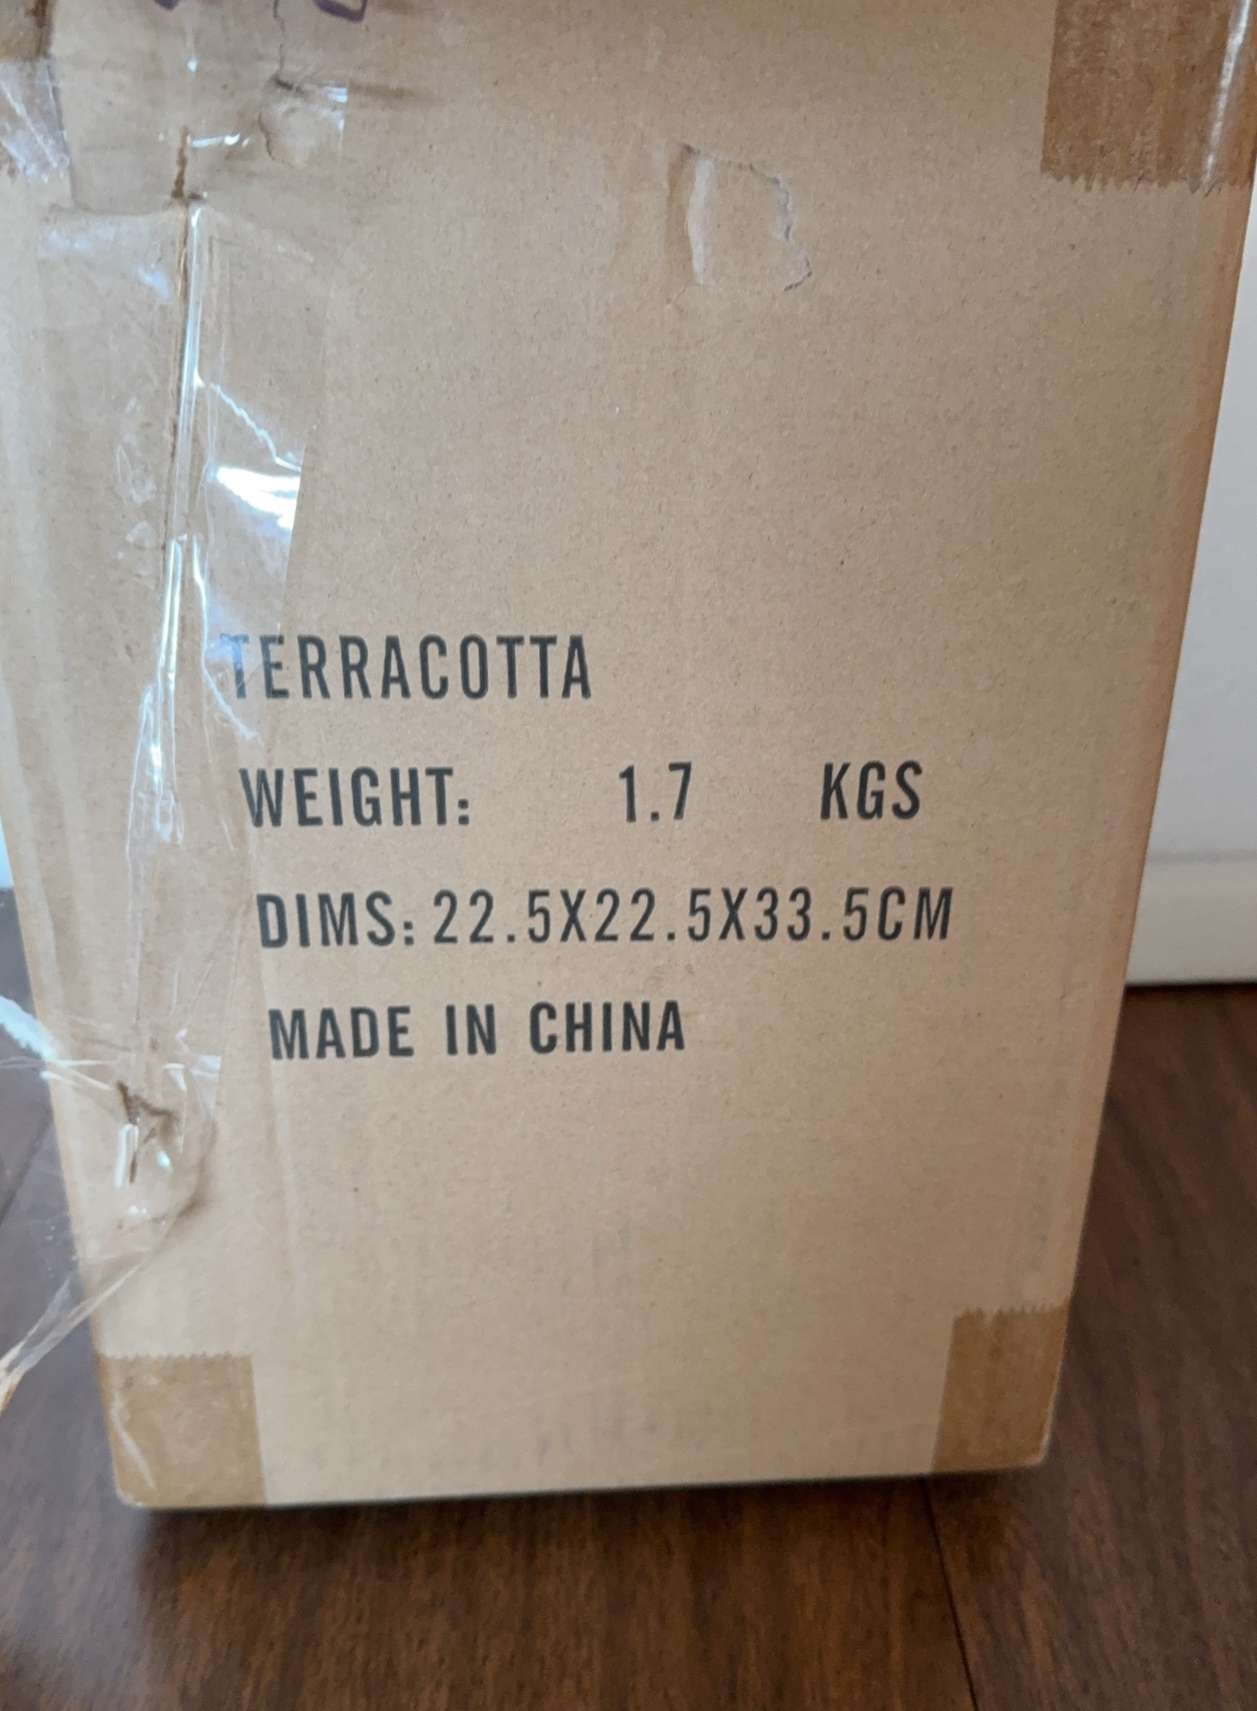 TERRACOTTA
WEIGHT: 1.7 KGS
DIMS: 22.5X22.5X33.5CM
MADE IN CHINA